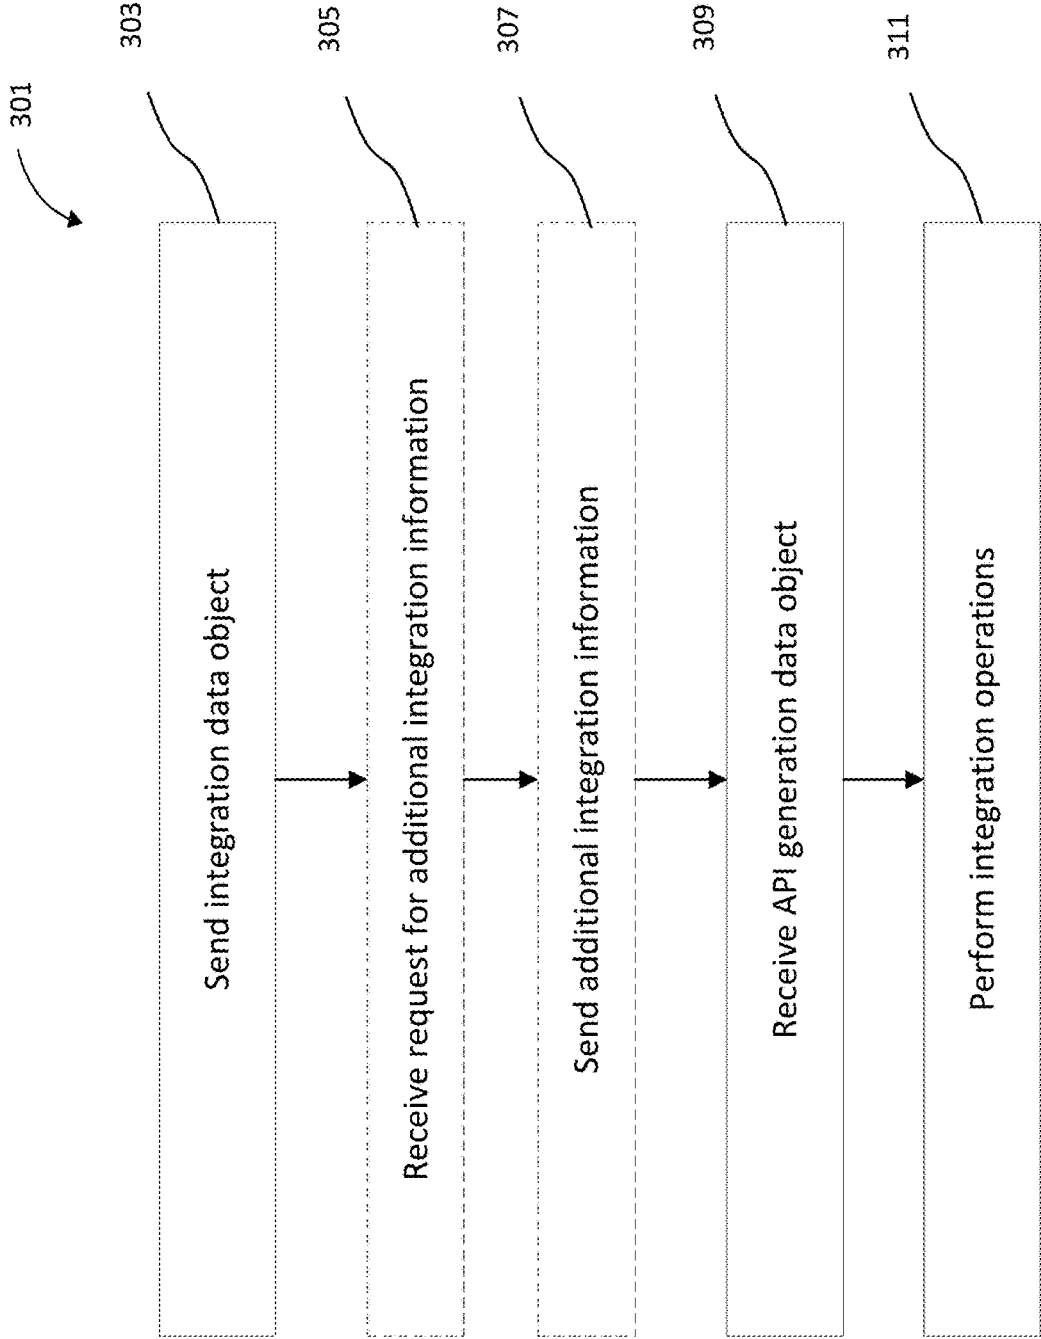 301
303
Send integration data object
305
Receive request for additional integration information
307
Send additional integration information
309
Receive API generation data object
311
Perform integration operations